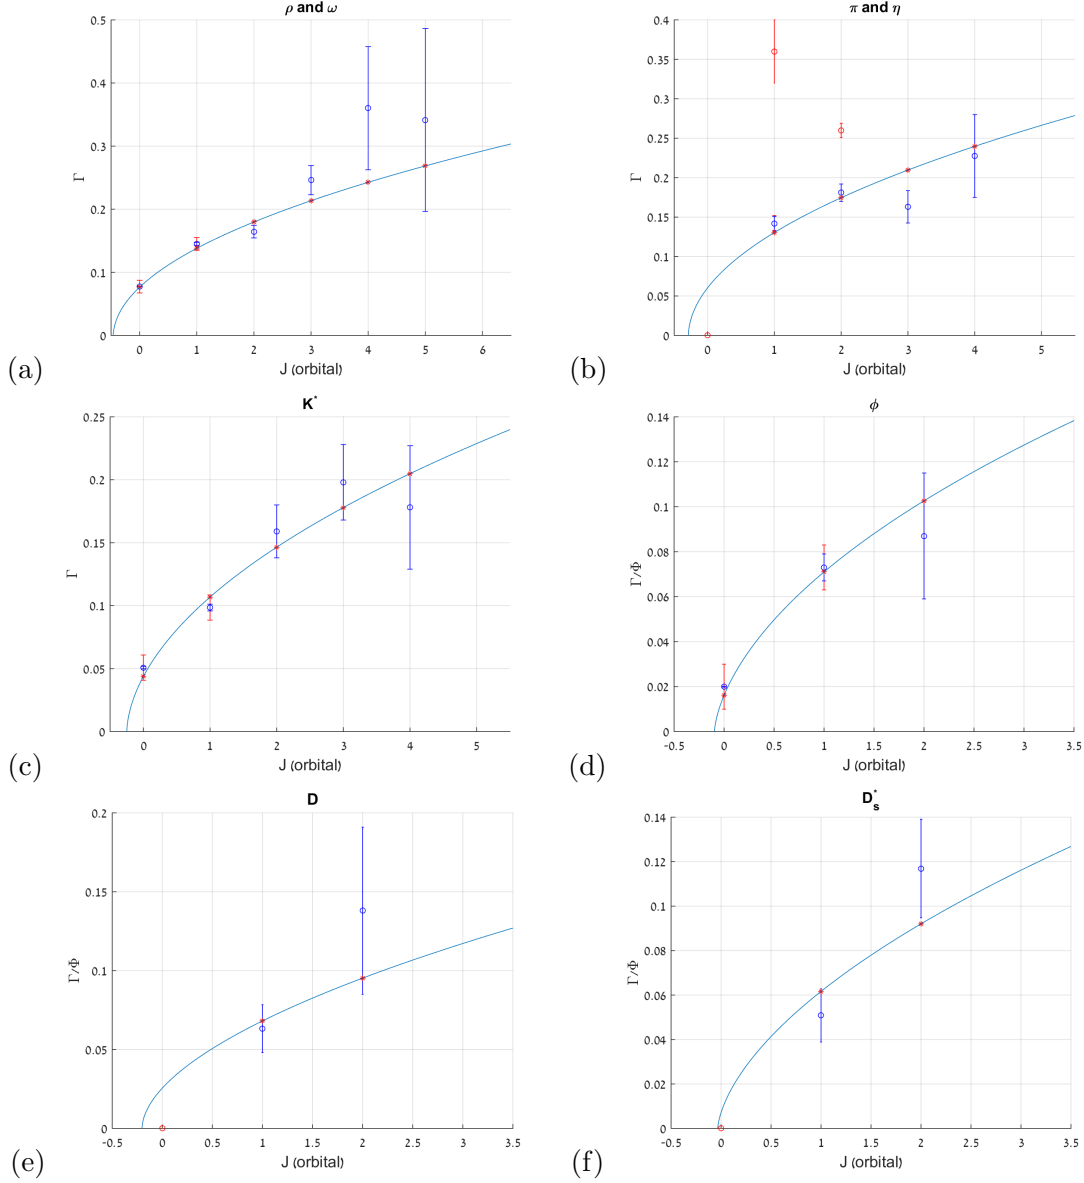 ρ and ω
0.5
0.4
0.3
0.2
0.1
0
Γ
0 1 2 3 4 5 6
J (orbital)
(a)
π and η
0.4
0.35
0.3
0.25
0.2
0.15
0.1
0.05
0
Γ
0 1 2 3 4 5
J (orbital)
(b)
K*
0.25
0.2
0.15
0.1
0.05
0
Γ
0 1 2 3 4 5
J (orbital)
(c)
ϕ
0.14
0.12
0.1
0.08
0.06
0.04
0.02
0
Γ/Φ
-0.5 0 0.5 1 1.5 2 2.5 3 3.5
J (orbital)
(d)
D
0.2
0.15
0.1
0.05
0
Γ/Φ
-0.5 0 0.5 1 1.5 2 2.5 3 3.5
J (orbital)
(e)
D*s
0.14
0.12
0.1
0.08
0.06
0.04
0.02
0
Γ/Φ
-0.5 0 0.5 1 1.5 2 2.5 3 3.5
J (orbital)
(f)